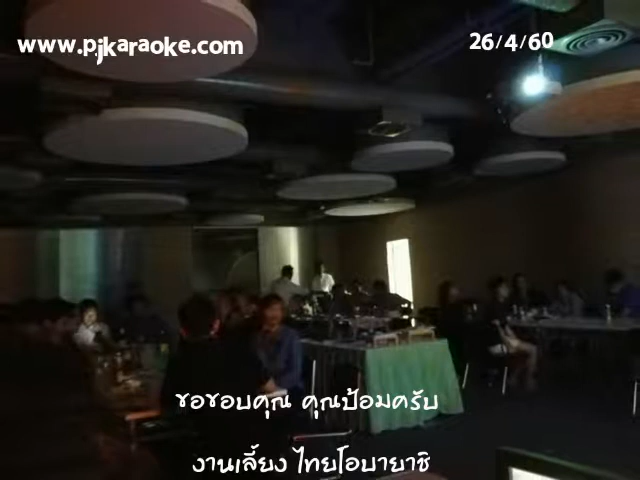 www.pjkaraoke.com 26/4/60
ขอขอบคุณ คุณป้อมครับ
งานเลี้ยง ไทยโอบายาชิ